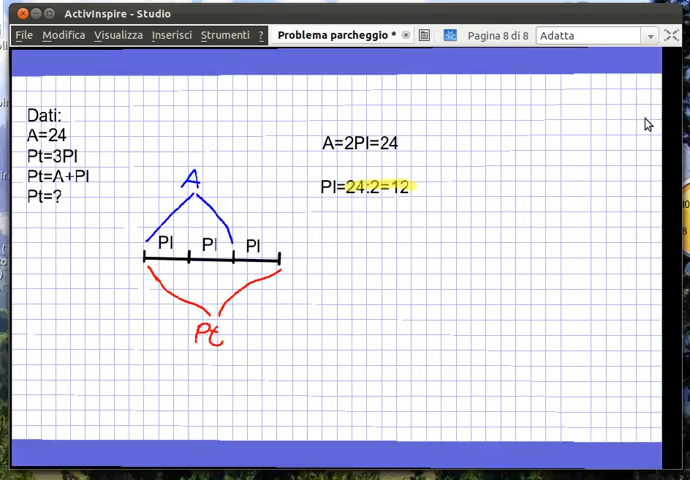 ActivInspire - Studio
File Modifica Visualizza Inserisci Strumenti ? Problema parcheggio * Pagina 8 di 8 Adatta
Dati:
A=24
Pt=3Pl
Pt=A+Pl
Pt=?
A=2Pl=24
Pl=24:2=12
A
Pl Pl Pl
Pt